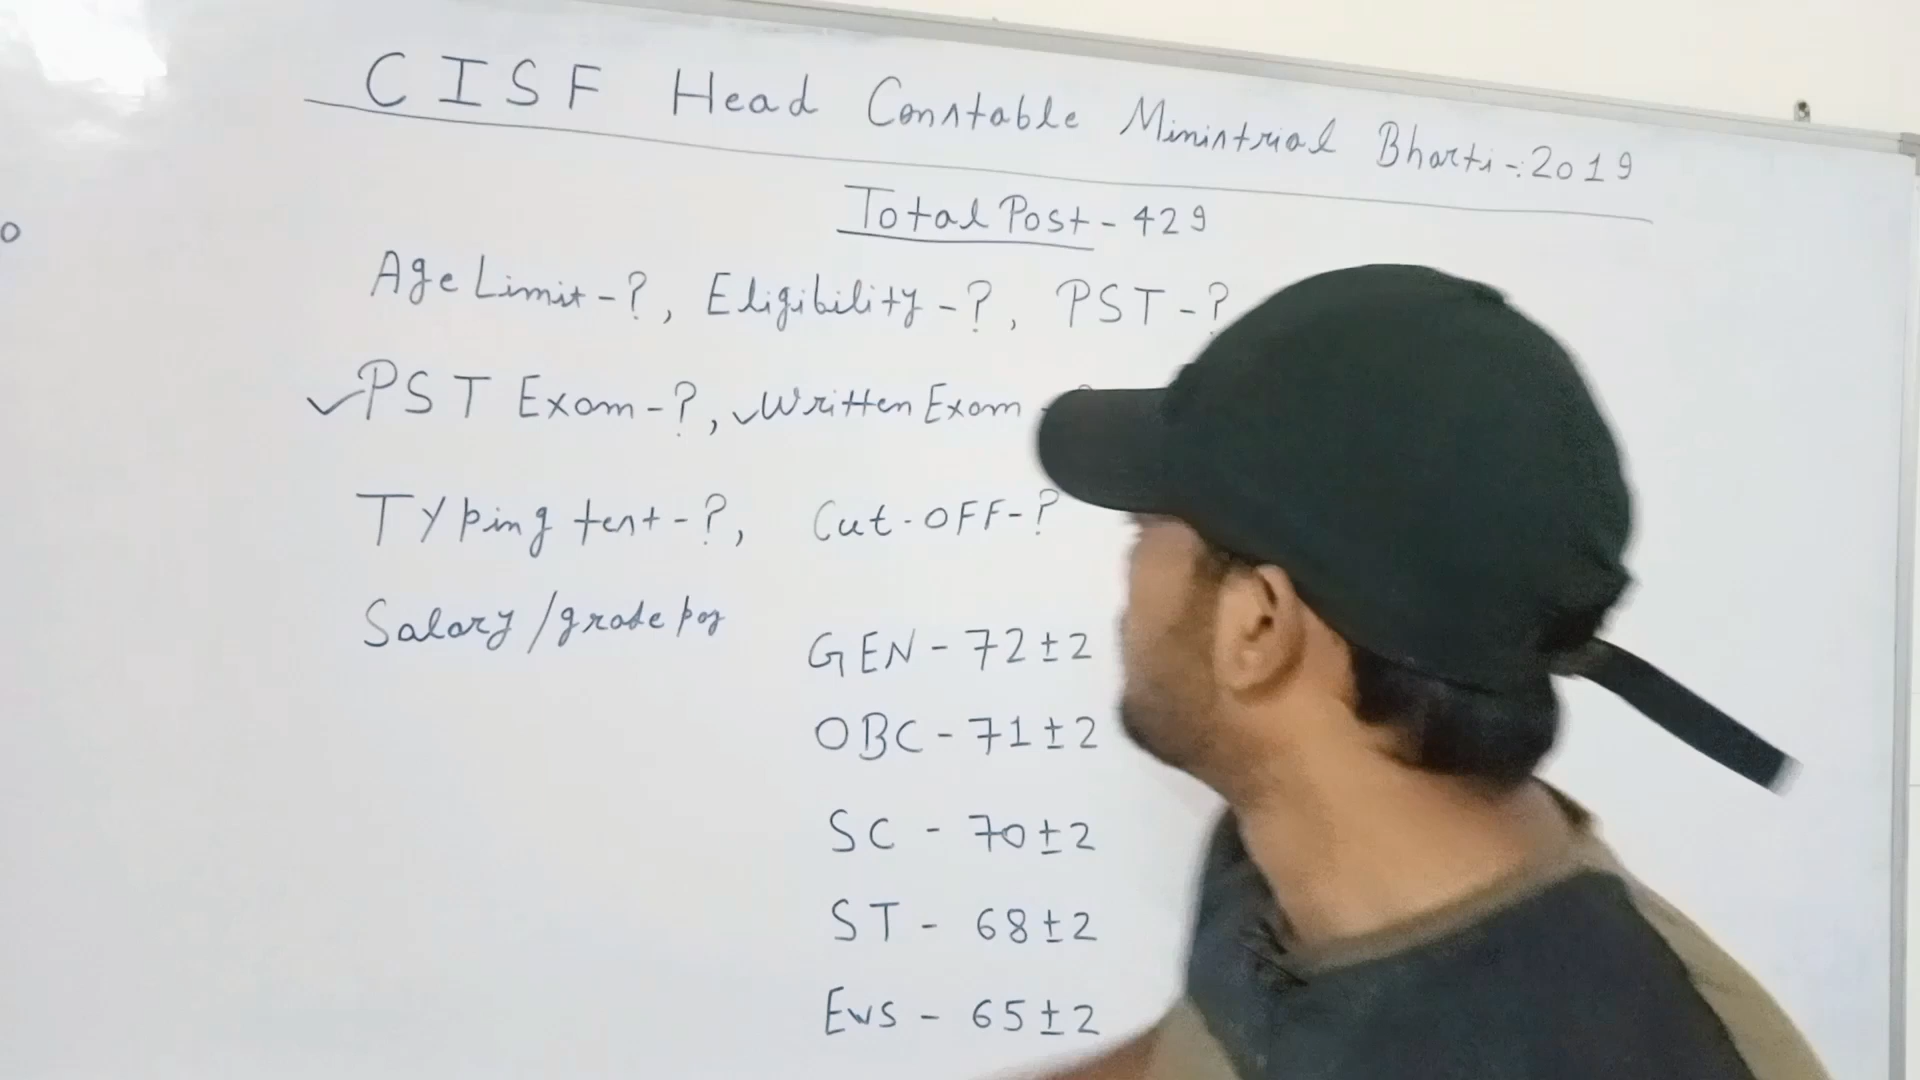 CISF Head Constable Ministrial Bharti-:2019
Total Post - 429
Age Limit - ?, Eligibility - ?, PST - ?
✓PST Exam - ?, ✓Written Exam - ?
Typing test - ?, Cut-OFF- ?
Salary/grade pay
GEN - 72±2
OBC - 71±2
SC - 70±2
ST - 68±2
Ews - 65±2